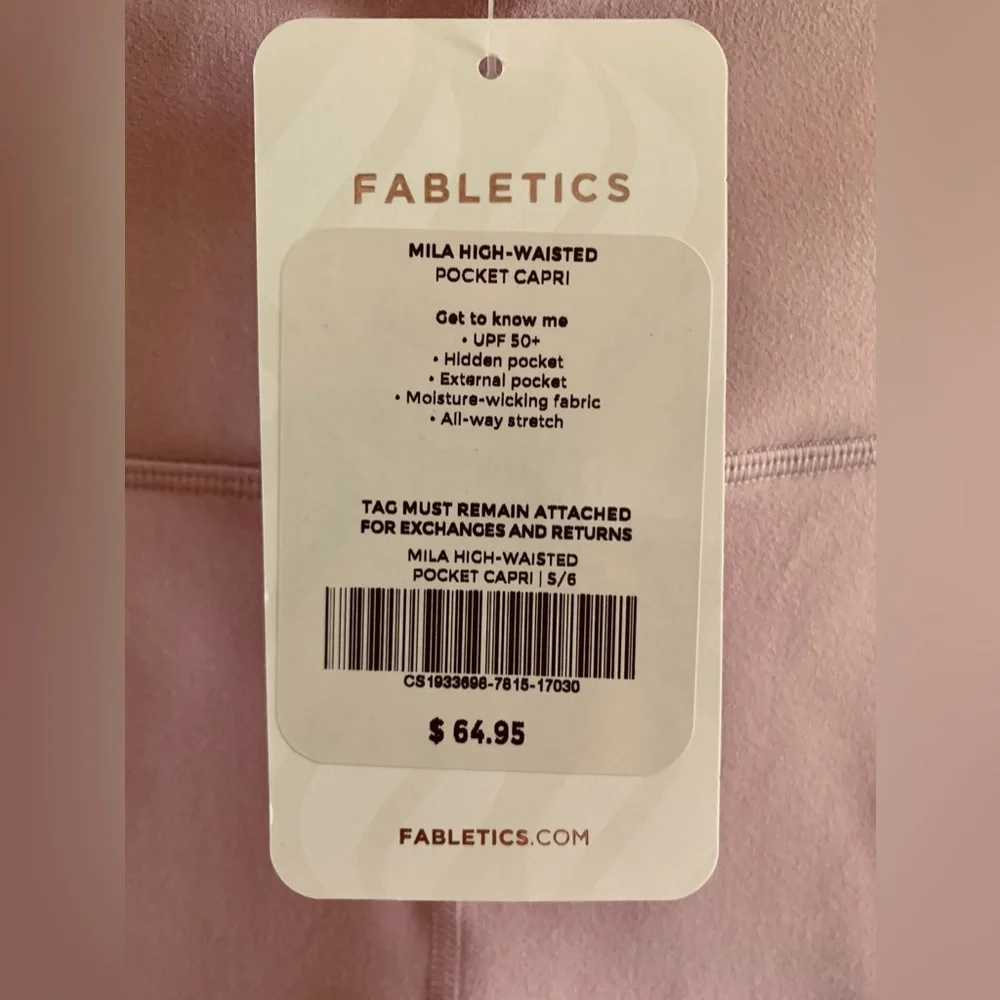 FABLETICS
MILA HIGH-WAISTED
POCKET CAPRI
Get to know me
• UPF 50+
• Hidden pocket
• External pocket
• Moisture-wicking fabric
• All-way stretch
TAG MUST REMAIN ATTACHED
FOR EXCHANGES AND RETURNS
MILA HIGH-WAISTED
POCKET CAPRI | S/6
CS1933698-7815-17030
$ 64.95
FABLETICS.COM